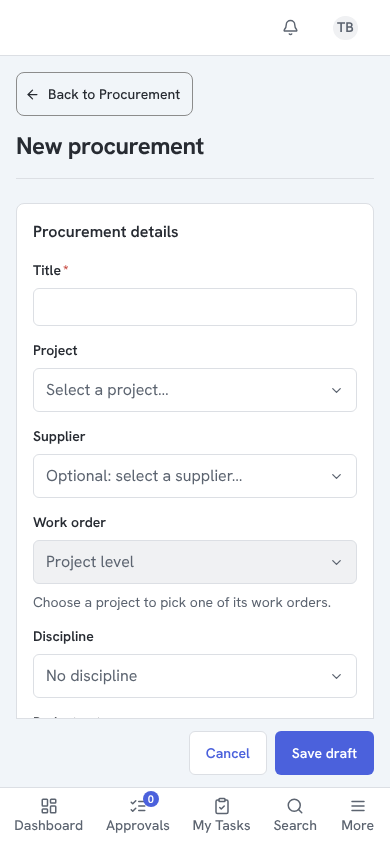 TB
Back to Procurement
New procurement
Procurement details
Title*
Project
Select a project...
Supplier
Optional: select a supplier...
Work order
Project level
Choose a project to pick one of its work orders.
Discipline
No discipline
Cancel
Save draft
0
Dashboard
Approvals
My Tasks
Search
More